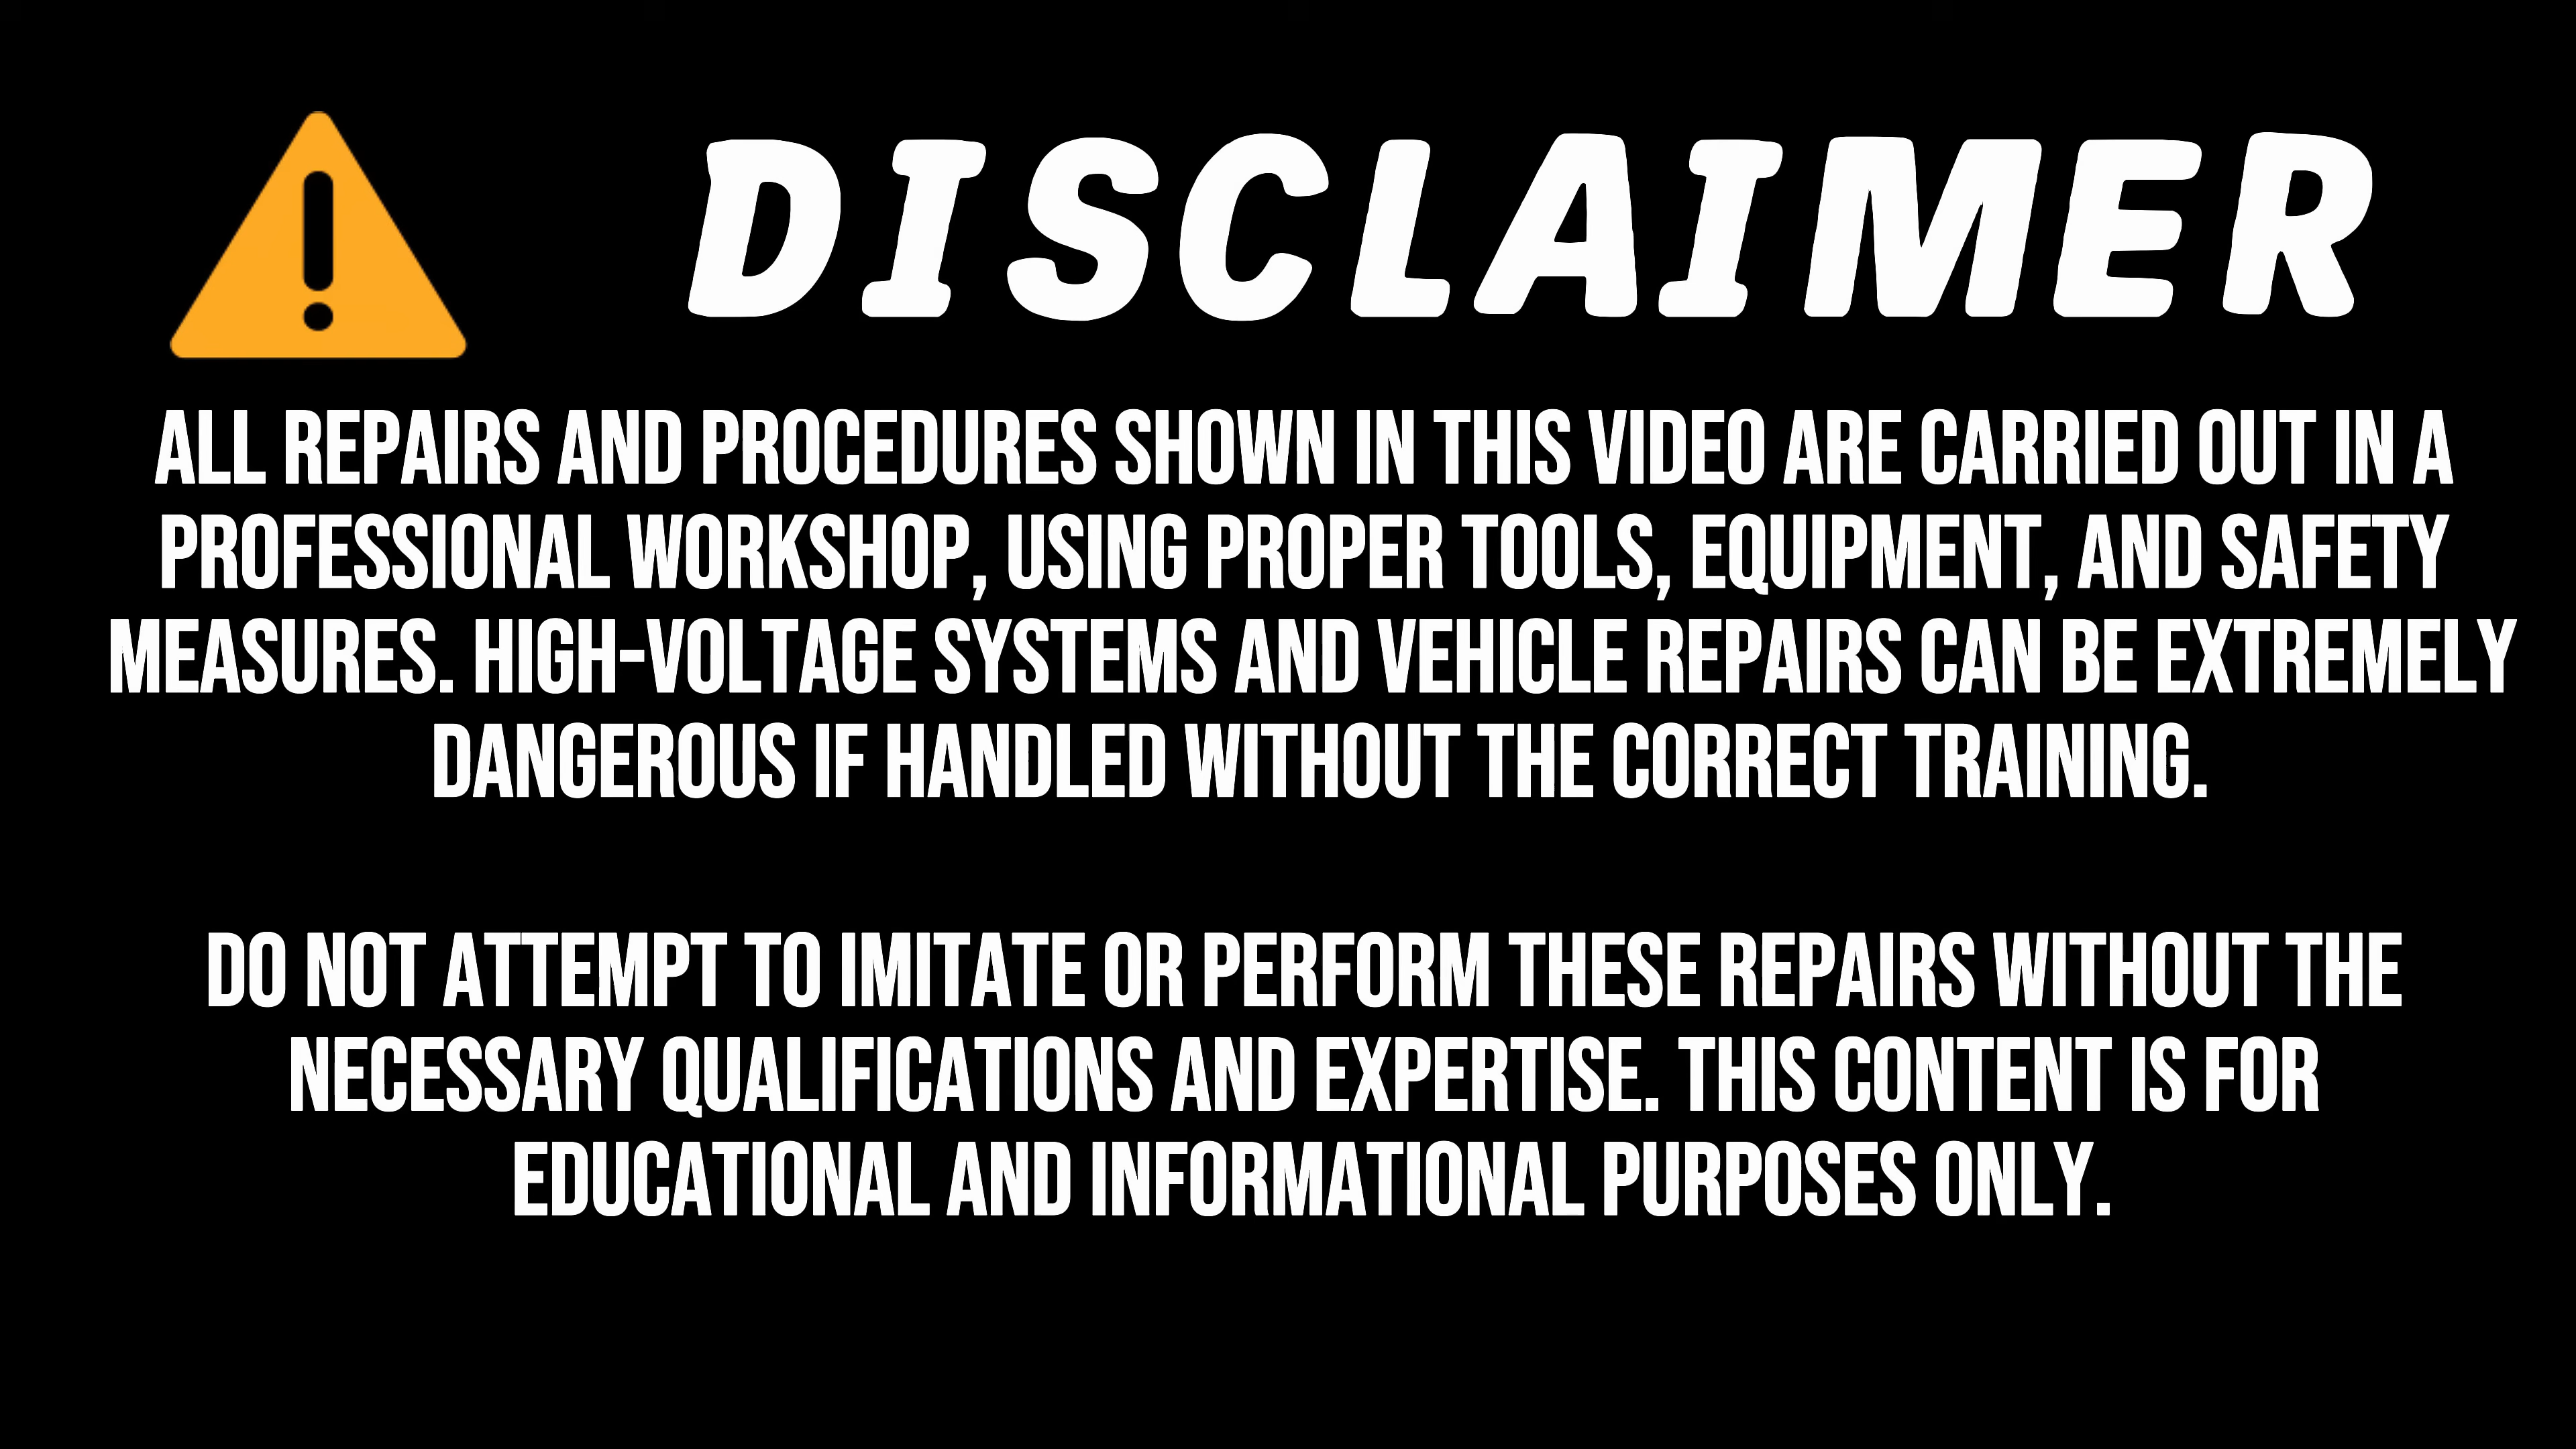 DISCLAIMER
ALL REPAIRS AND PROCEDURES SHOWN IN THIS VIDEO ARE CARRIED OUT IN A
PROFESSIONAL WORKSHOP, USING PROPER TOOLS, EQUIPMENT, AND SAFETY
MEASURES. HIGH-VOLTAGE SYSTEMS AND VEHICLE REPAIRS CAN BE EXTREMELY
DANGEROUS IF HANDLED WITHOUT THE CORRECT TRAINING.
DO NOT ATTEMPT TO IMITATE OR PERFORM THESE REPAIRS WITHOUT THE
NECESSARY QUALIFICATIONS AND EXPERTISE. THIS CONTENT IS FOR
EDUCATIONAL AND INFORMATIONAL PURPOSES ONLY.